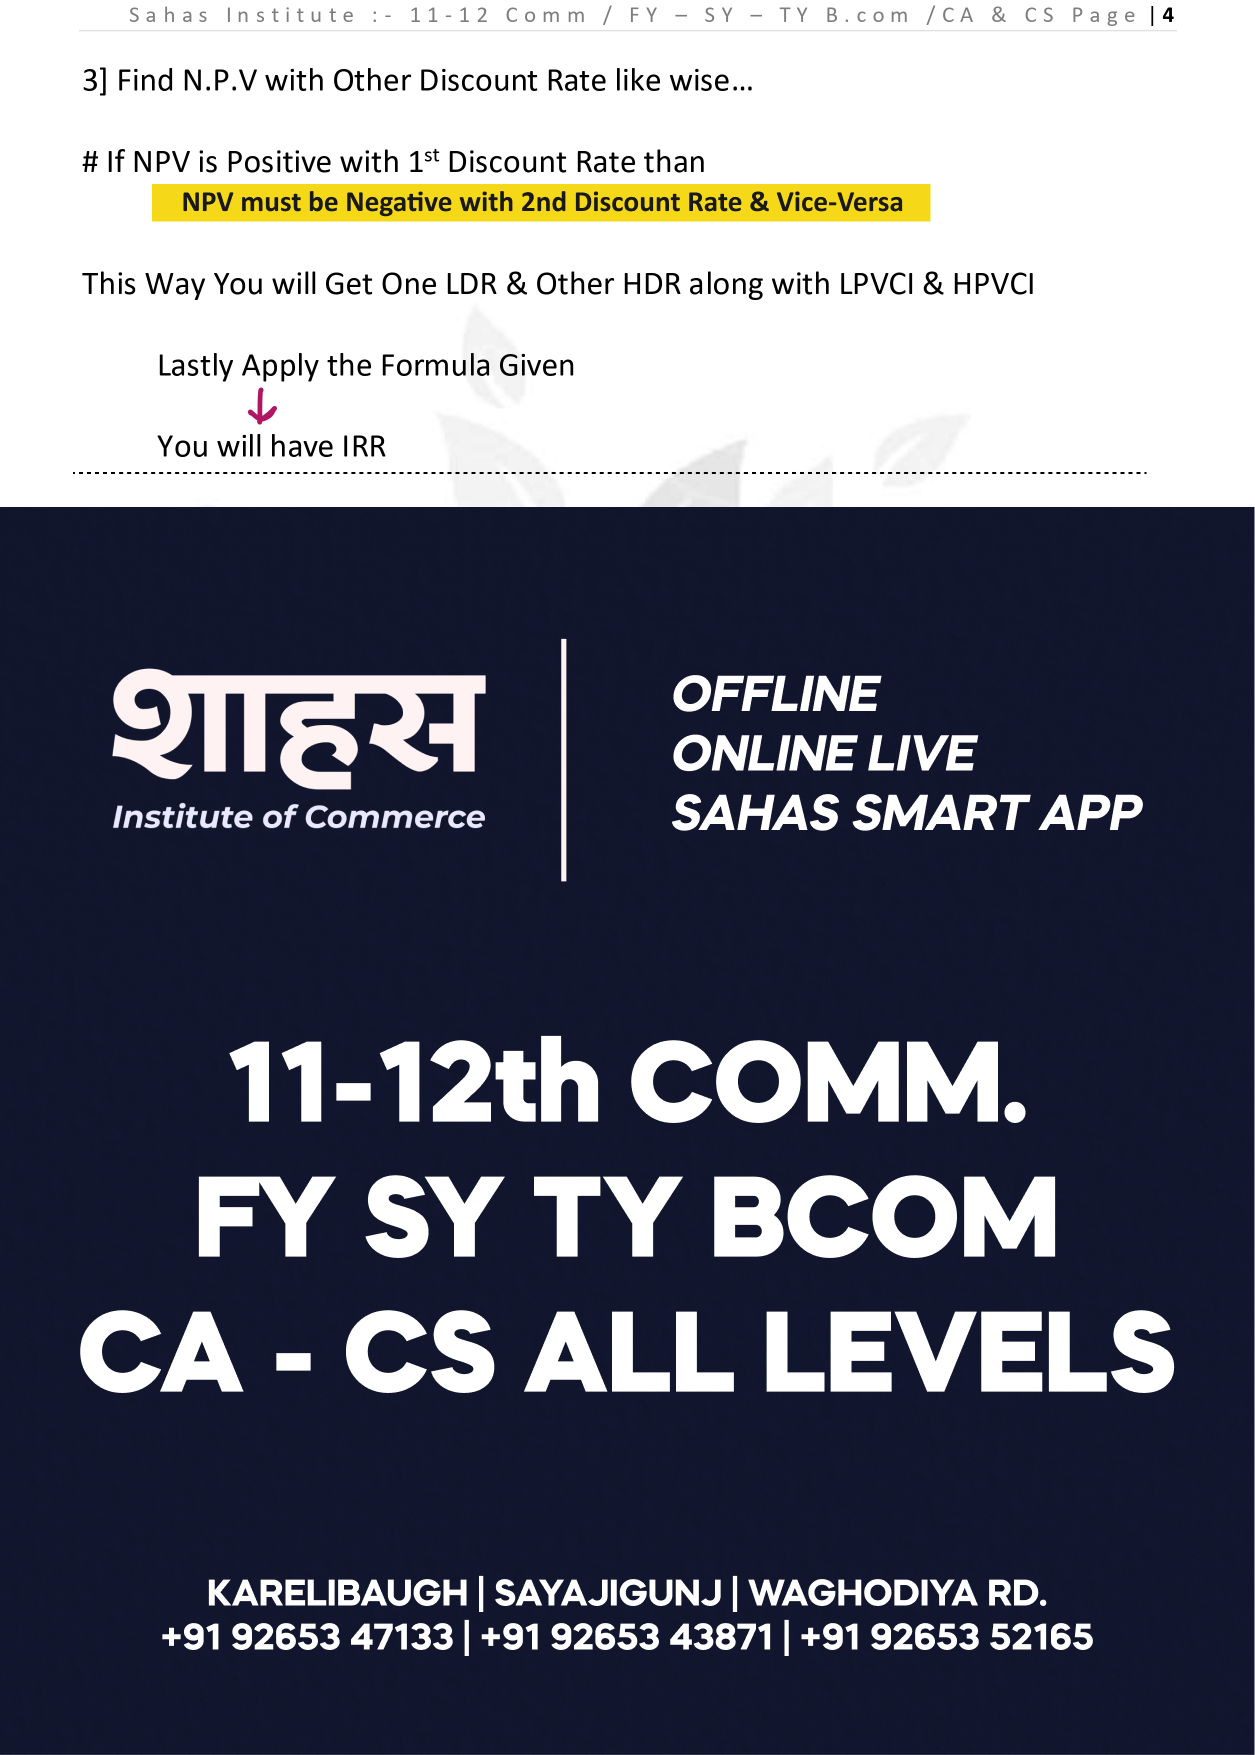 Sahas Institute :- 11-12 Comm / FY – SY – TY B.com /CA & CS Page | 4
3] Find N.P.V with Other Discount Rate like wise…
# If NPV is Positive with 1st Discount Rate than
NPV must be Negative with 2nd Discount Rate & Vice-Versa
This Way You will Get One LDR & Other HDR along with LPVCI & HPVCI
Lastly Apply the Formula Given
You will have IRR
शाहस
Institute of Commerce
OFFLINE
ONLINE LIVE
SAHAS SMART APP
11-12th COMM.
FY SY TY BCOM
CA - CS ALL LEVELS
KARELIBAUGH | SAYAJIGUNJ | WAGHODIYA RD.
+91 92653 47133 | +91 92653 43871 | +91 92653 52165